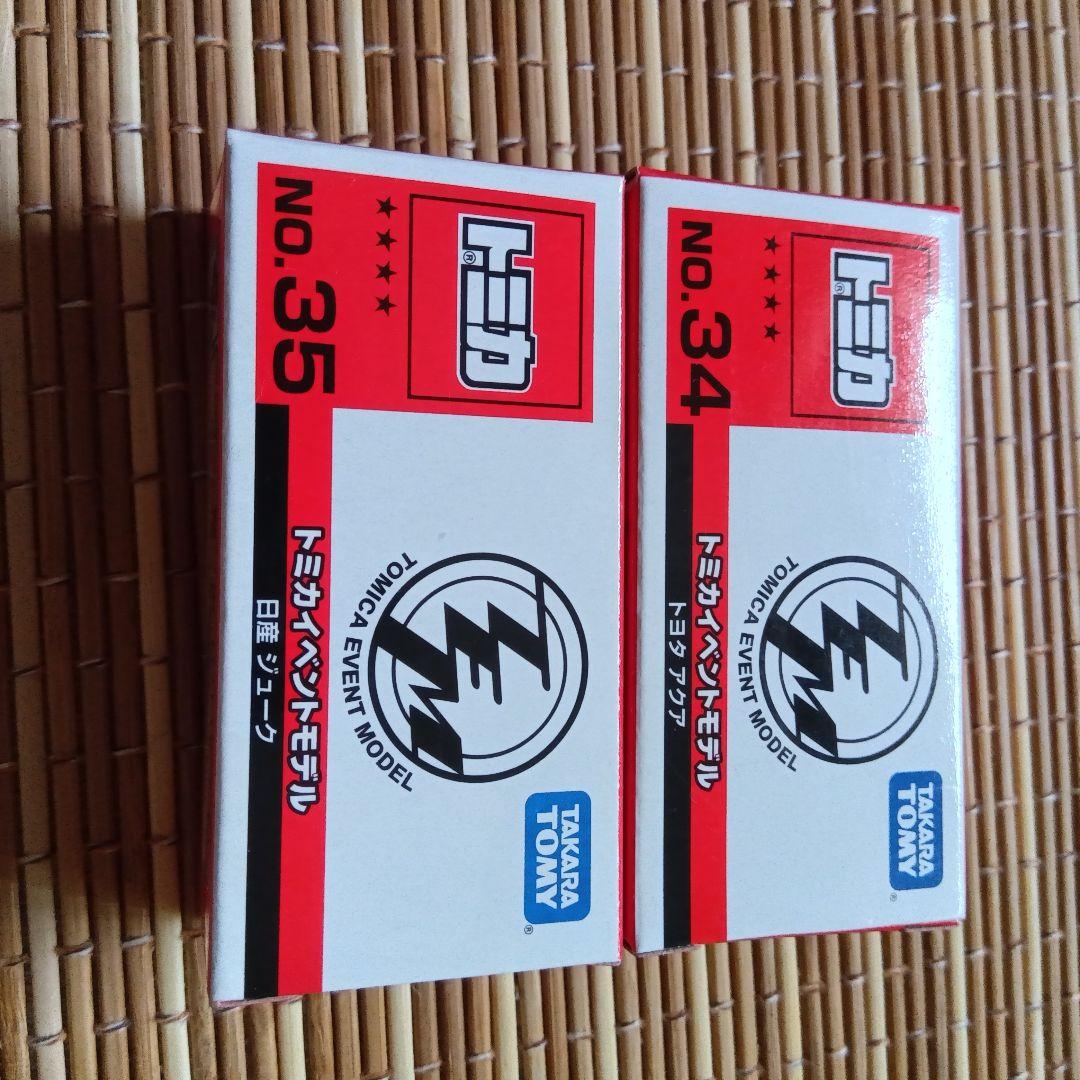 トミカ®
NO.35
トミカイベントモデル
日産 ジューク
TEM
TOMICA EVENT MODEL
TAKARA
TOMY®
トミカ®
NO.34
トミカイベントモデル
トヨタ アクア
TEM
TOMICA EVENT MODEL
TAKARA
TOMY®